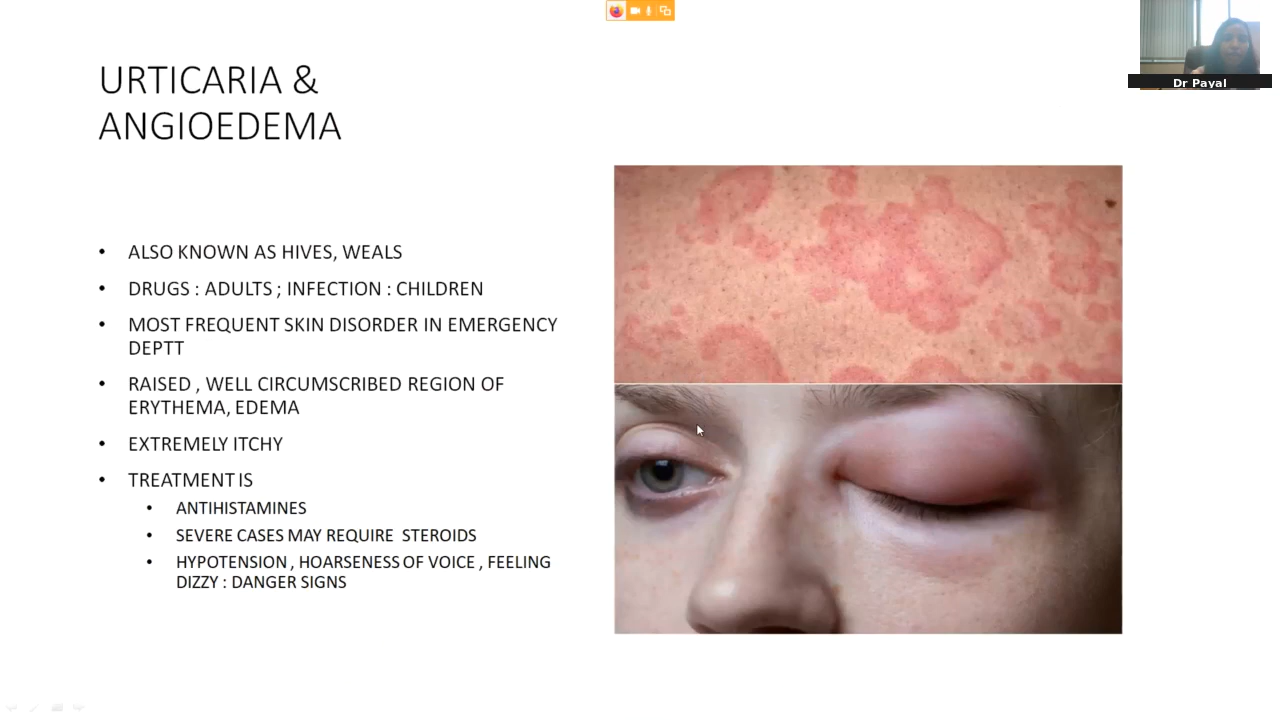 Dr Payal
URTICARIA &
ANGIOEDEMA
• ALSO KNOWN AS HIVES, WEALS
• DRUGS : ADULTS ; INFECTION : CHILDREN
• MOST FREQUENT SKIN DISORDER IN EMERGENCY
DEPTT
• RAISED , WELL CIRCUMSCRIBED REGION OF
ERYTHEMA, EDEMA
• EXTREMELY ITCHY
• TREATMENT IS
• ANTIHISTAMINES
• SEVERE CASES MAY REQUIRE STEROIDS
• HYPOTENSION , HOARSENESS OF VOICE , FEELING
DIZZY : DANGER SIGNS